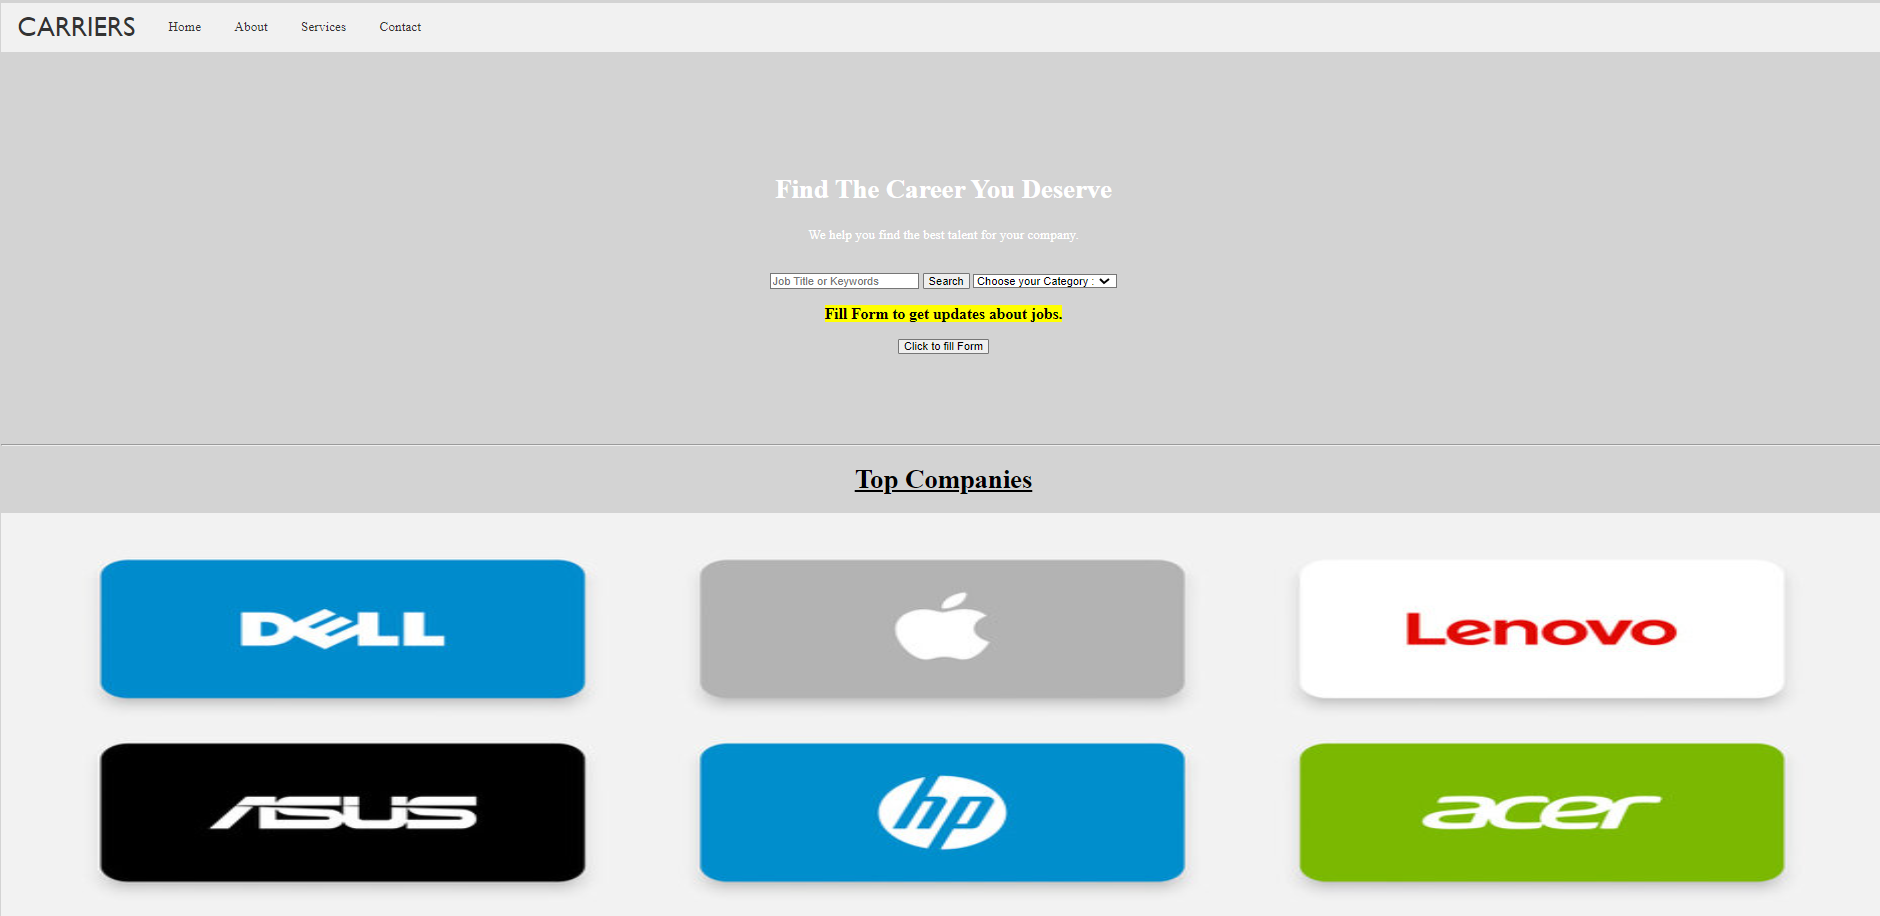 CARRIERS Home About Services Contact
Find The Career You Deserve
We help you find the best talent for your company.
Job Title or Keywords Search Choose your Category :
Fill Form to get updates about jobs.
Click to fill Form
Top Companies
DELL Lenovo
ASUS hp acer